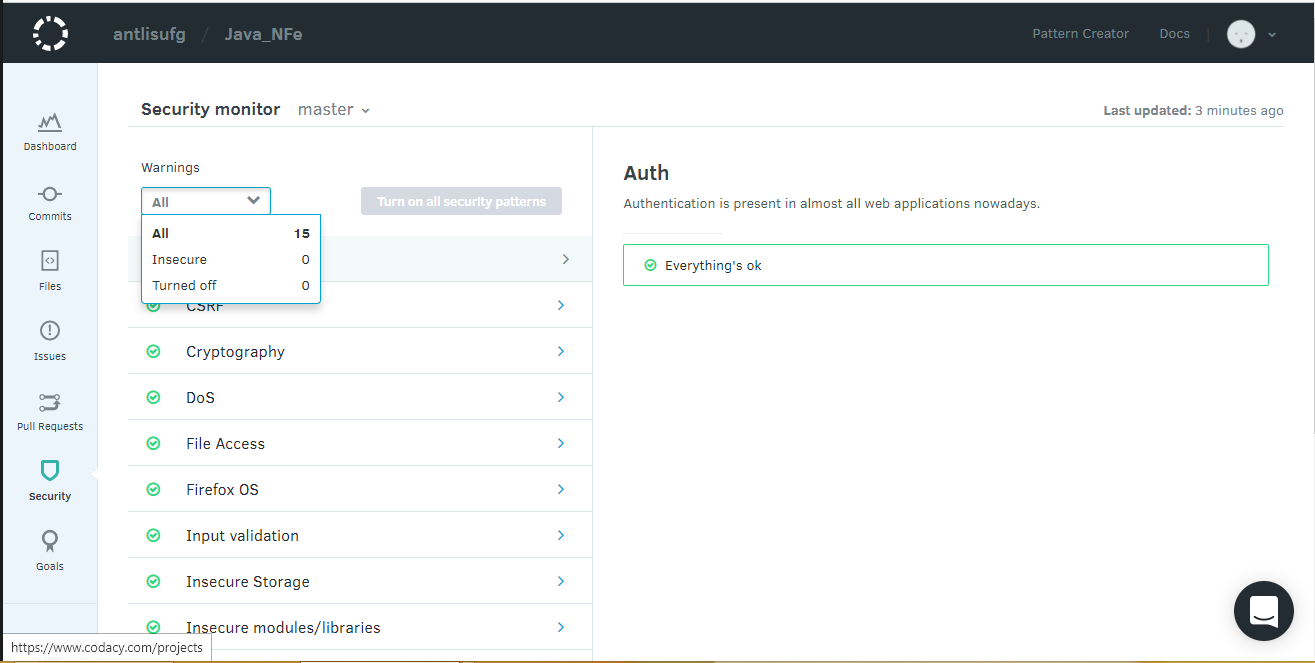 antlisufg / Java_NFe
Pattern Creator
Docs
Dashboard
Commits
Files
Issues
Pull Requests
Security
Goals
Security monitor master
Last updated: 3 minutes ago
Warnings
All
Turn on all security patterns
All 15
Insecure 0
Turned off 0
CSRF
Cryptography
DoS
File Access
Firefox OS
Input validation
Insecure Storage
Insecure modules/libraries
Auth
Authentication is present in almost all web applications nowadays.
Everything's ok
https://www.codacy.com/projects